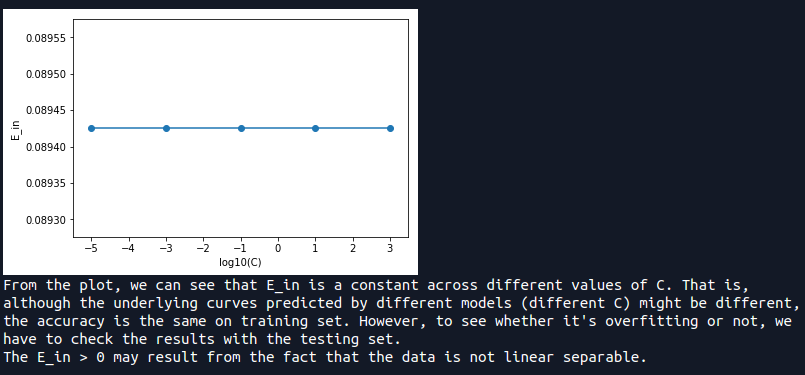 0.08955
0.08950
0.08945
0.08940
0.08935
0.08930
E_in
−5 −4 −3 −2 −1 0 1 2 3
log10(C)
From the plot, we can see that E_in is a constant across different values of C. That is,
although the underlying curves predicted by different models (different C) might be different,
the accuracy is the same on training set. However, to see whether it's overfitting or not, we
have to check the results with the testing set.
The E_in > 0 may result from the fact that the data is not linear separable.